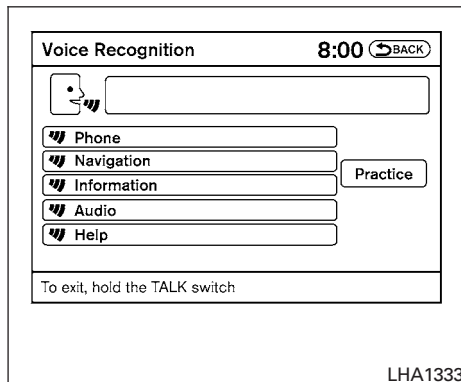 Voice Recognition 8:00 BACK
Phone
Navigation
Practice
Information
Audio
Help
To exit, hold the TALK switch
LHA1333